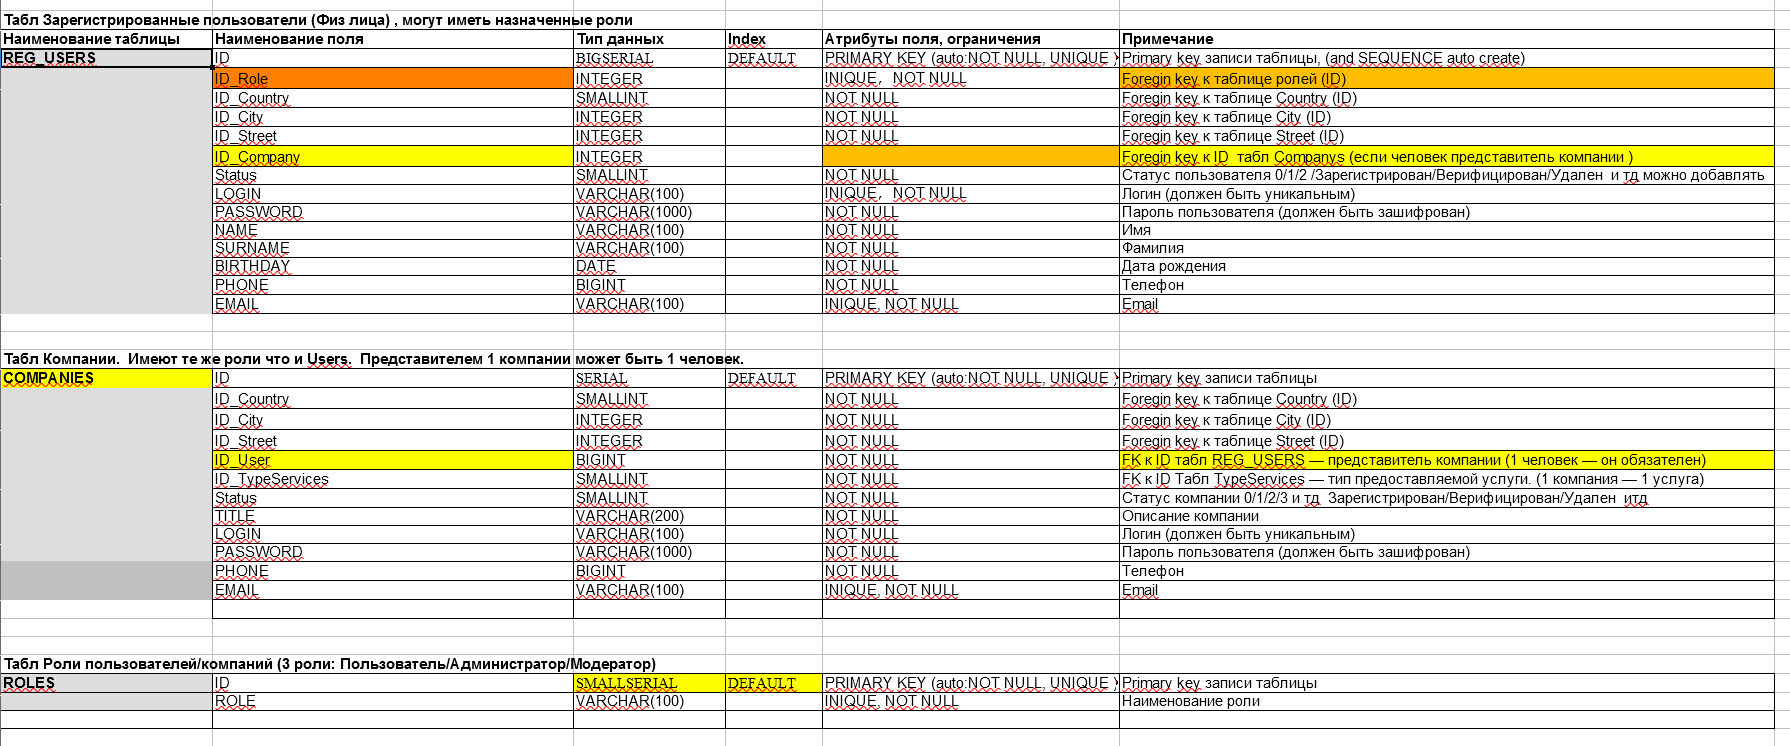 Табл Зарегистрированные пользователи (Физ лица) , могут иметь назначенные роли
Наименование таблицы Наименование поля Тип данных Index Атрибуты поля, ограничения Примечание
REG_USERS ID BIGSERIAL DEFAULT PRIMARY KEY (auto:NOT NULL, UNIQUE ) Primary key записи таблицы, (and SEQUENCE auto create)
ID_Role INTEGER INIQUE, NOT NULL Foregin key к таблице ролей (ID)
ID_Country SMALLINT NOT NULL Foregin key к таблице Country (ID)
ID_City INTEGER NOT NULL Foregin key к таблице City (ID)
ID_Street INTEGER NOT NULL Foregin key к таблице Street (ID)
ID_Company INTEGER Foregin key к ID табл Companys (если человек представитель компании )
Status SMALLINT NOT NULL Статус пользователя 0/1/2 /Зарегистрирован/Верифицирован/Удален и тд можно добавлять
LOGIN VARCHAR(100) INIQUE, NOT NULL Логин (должен быть уникальным)
PASSWORD VARCHAR(1000) NOT NULL Пароль пользователя (должен быть зашифрован)
NAME VARCHAR(100) NOT NULL Имя
SURNAME VARCHAR(100) NOT NULL Фамилия
BIRTHDAY DATE NOT NULL Дата рождения
PHONE BIGINT NOT NULL Телефон
EMAIL VARCHAR(100) INIQUE, NOT NULL Email
Табл Компании. Имеют те же роли что и Users. Представителем 1 компании может быть 1 человек.
COMPANIES ID SERIAL DEFAULT PRIMARY KEY (auto:NOT NULL, UNIQUE ) Primary key записи таблицы
ID_Country SMALLINT NOT NULL Foregin key к таблице Country (ID)
ID_City INTEGER NOT NULL Foregin key к таблице City (ID)
ID_Street INTEGER NOT NULL Foregin key к таблице Street (ID)
ID_User BIGINT NOT NULL FK к ID табл REG_USERS — представитель компании (1 человек — он обязателен)
ID_TypeServices SMALLINT NOT NULL FK к ID Табл TypeServices — тип предоставляемой услуги. (1 компания — 1 услуга)
Status SMALLINT NOT NULL Статус компании 0/1/2/3 и тд Зарегистрирован/Верифицирован/Удален итд
TITLE VARCHAR(200) NOT NULL Описание компании
LOGIN VARCHAR(100) NOT NULL Логин (должен быть уникальным)
PASSWORD VARCHAR(1000) NOT NULL Пароль пользователя (должен быть зашифрован)
PHONE BIGINT NOT NULL Телефон
EMAIL VARCHAR(100) INIQUE, NOT NULL Email
Табл Роли пользователей/компаний (3 роли: Пользователь/Администратор/Модератор)
ROLES ID SMALLSERIAL DEFAULT PRIMARY KEY (auto:NOT NULL, UNIQUE ) Primary key записи таблицы
ROLE VARCHAR(100) INIQUE, NOT NULL Наименование роли